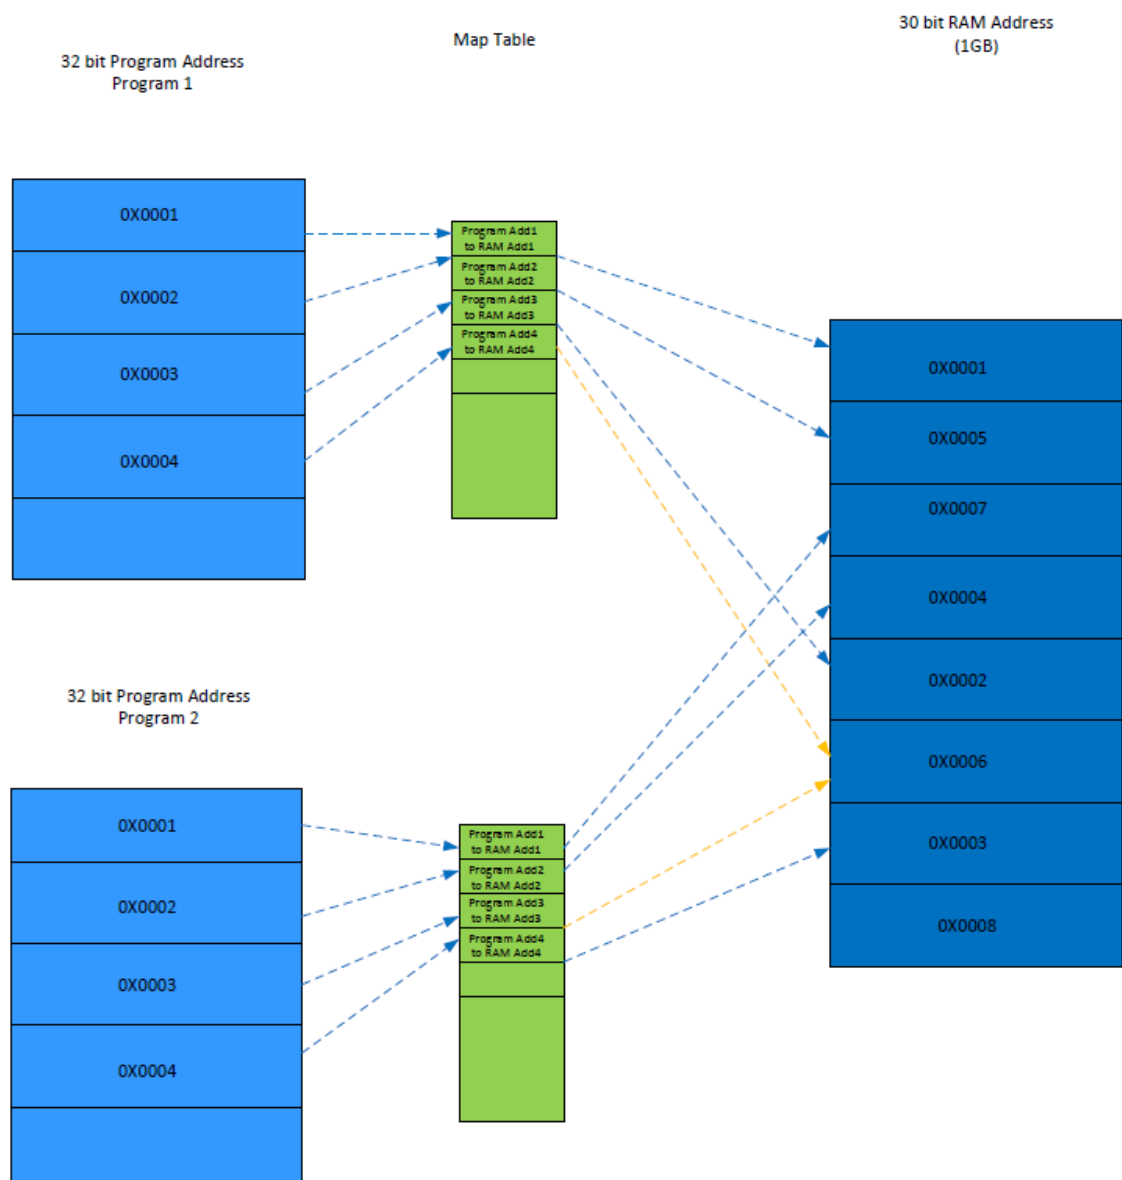 32 bit Program Address
Program 1
Map Table
30 bit RAM Address
(1GB)
0X0001
0X0002
0X0003
0X0004
Program Add1
to RAM Add1
Program Add2
to RAM Add2
Program Add3
to RAM Add3
Program Add4
to RAM Add4
0X0001
0X0005
0X0007
0X0004
0X0002
0X0006
0X0003
0X0008
32 bit Program Address
Program 2
0X0001
0X0002
0X0003
0X0004
Program Add1
to RAM Add1
Program Add2
to RAM Add2
Program Add3
to RAM Add3
Program Add4
to RAM Add4